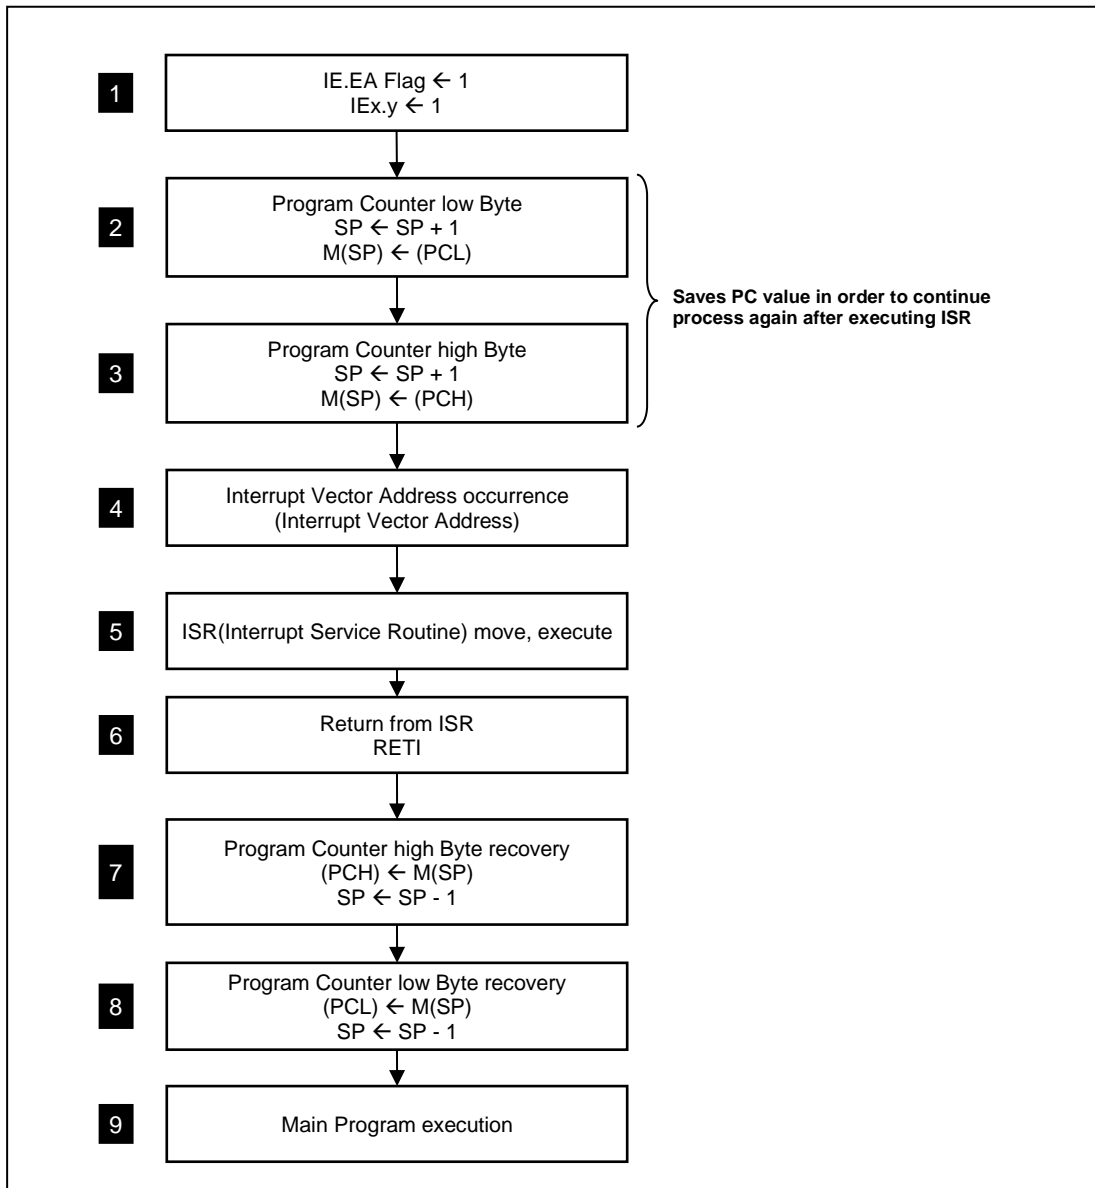 1
IE.EA Flag ← 1
IEx.y ← 1
2
Program Counter low Byte
SP ← SP + 1
M(SP) ← (PCL)
Saves PC value in order to continue
process again after executing ISR
3
Program Counter high Byte
SP ← SP + 1
M(SP) ← (PCH)
4
Interrupt Vector Address occurrence
(Interrupt Vector Address)
5
ISR(Interrupt Service Routine) move, execute
6
Return from ISR
RETI
7
Program Counter high Byte recovery
(PCH) ← M(SP)
SP ← SP - 1
8
Program Counter low Byte recovery
(PCL) ← M(SP)
SP ← SP - 1
9
Main Program execution